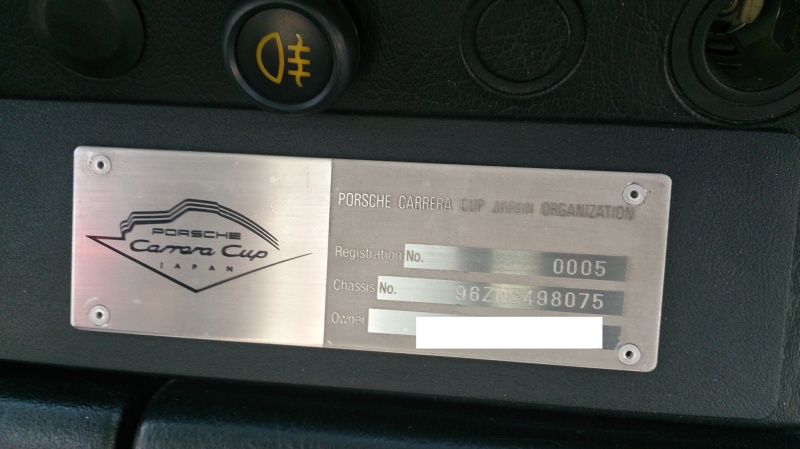 PORSCHE
Carrera Cup
JAPAN
PORSCHE CARRERA CUP JAPAN ORGANIZATION
Registration No. 0005
Chassis No. 96ZNS498075
Owner